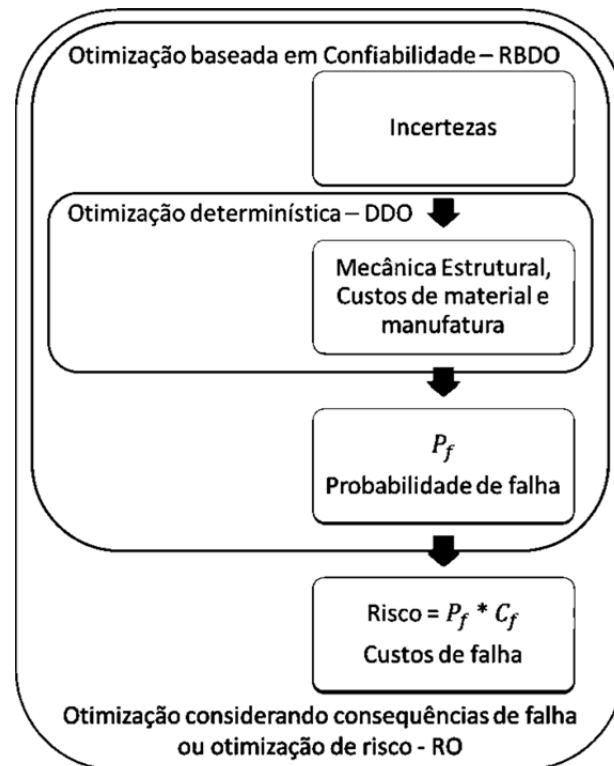 Otimização baseada em Confiabilidade – RBDO
Incertezas
Otimização determinística – DDO
Mecânica Estrutural,
Custos de material e
manufatura
P_f
Probabilidade de falha
Risco = P_f * C_f
Custos de falha
Otimização considerando consequências de falha
ou otimização de risco - RO